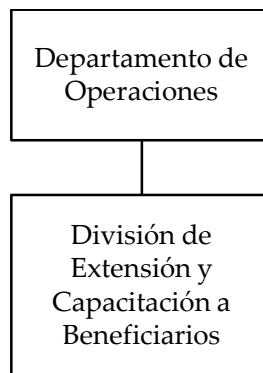 Departamento de
Operaciones
División de
Extensión y
Capacitación a
Beneficiarios